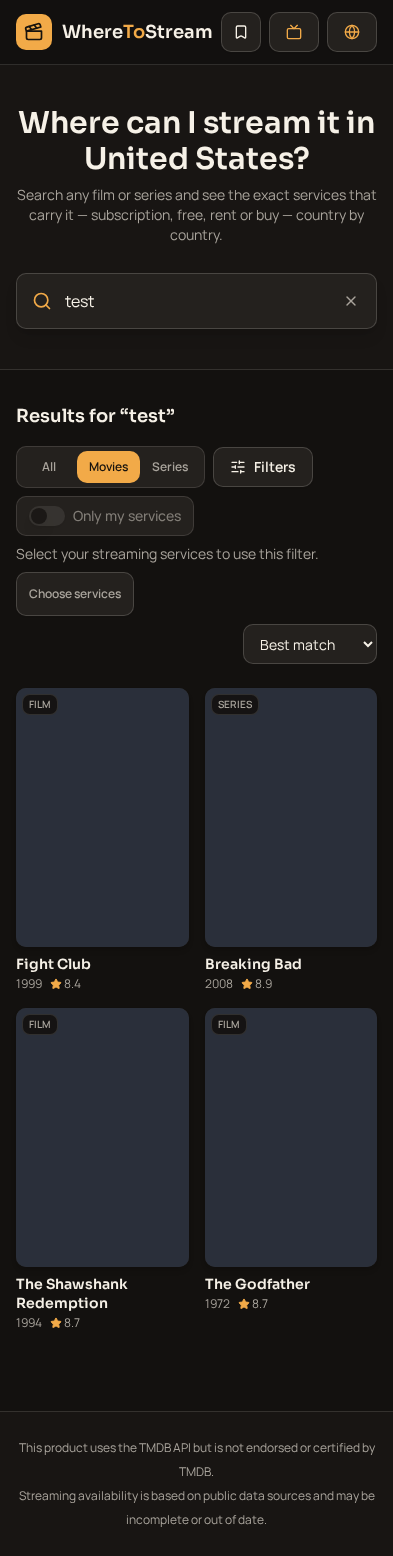 WhereToStream
Where can I stream it in
United States?
Search any film or series and see the exact services that
carry it — subscription, free, rent or buy — country by
country.
test
Results for “test”
All Movies Series Filters
Only my services
Select your streaming services to use this filter.
Choose services
Best match
FILM SERIES
Fight Club Breaking Bad
1999 8.4 2008 8.9
FILM FILM
The Shawshank The Godfather
Redemption 1972 8.7
1994 8.7
This product uses the TMDB API but is not endorsed or certified by
TMDB.
Streaming availability is based on public data sources and may be
incomplete or out of date.